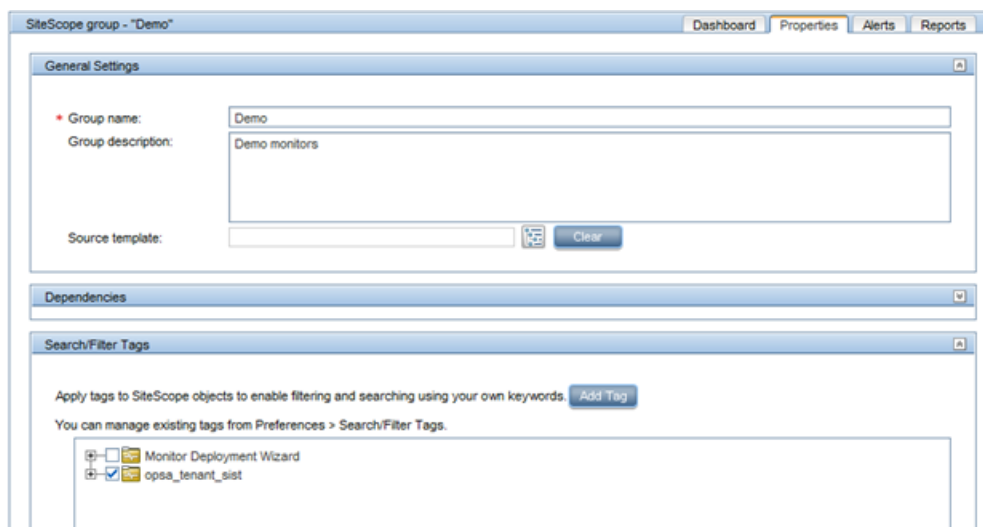 SiteScope group - "Demo"
Dashboard Properties Alerts Reports
General Settings
* Group name: Demo
Group description: Demo monitors
Source template: Clear
Dependencies
Search/Filter Tags
Apply tags to SiteScope objects to enable filtering and searching using your own keywords. Add Tag
You can manage existing tags from Preferences > Search/Filter Tags.
Monitor Deployment Wizard
opsa_tenant_sist